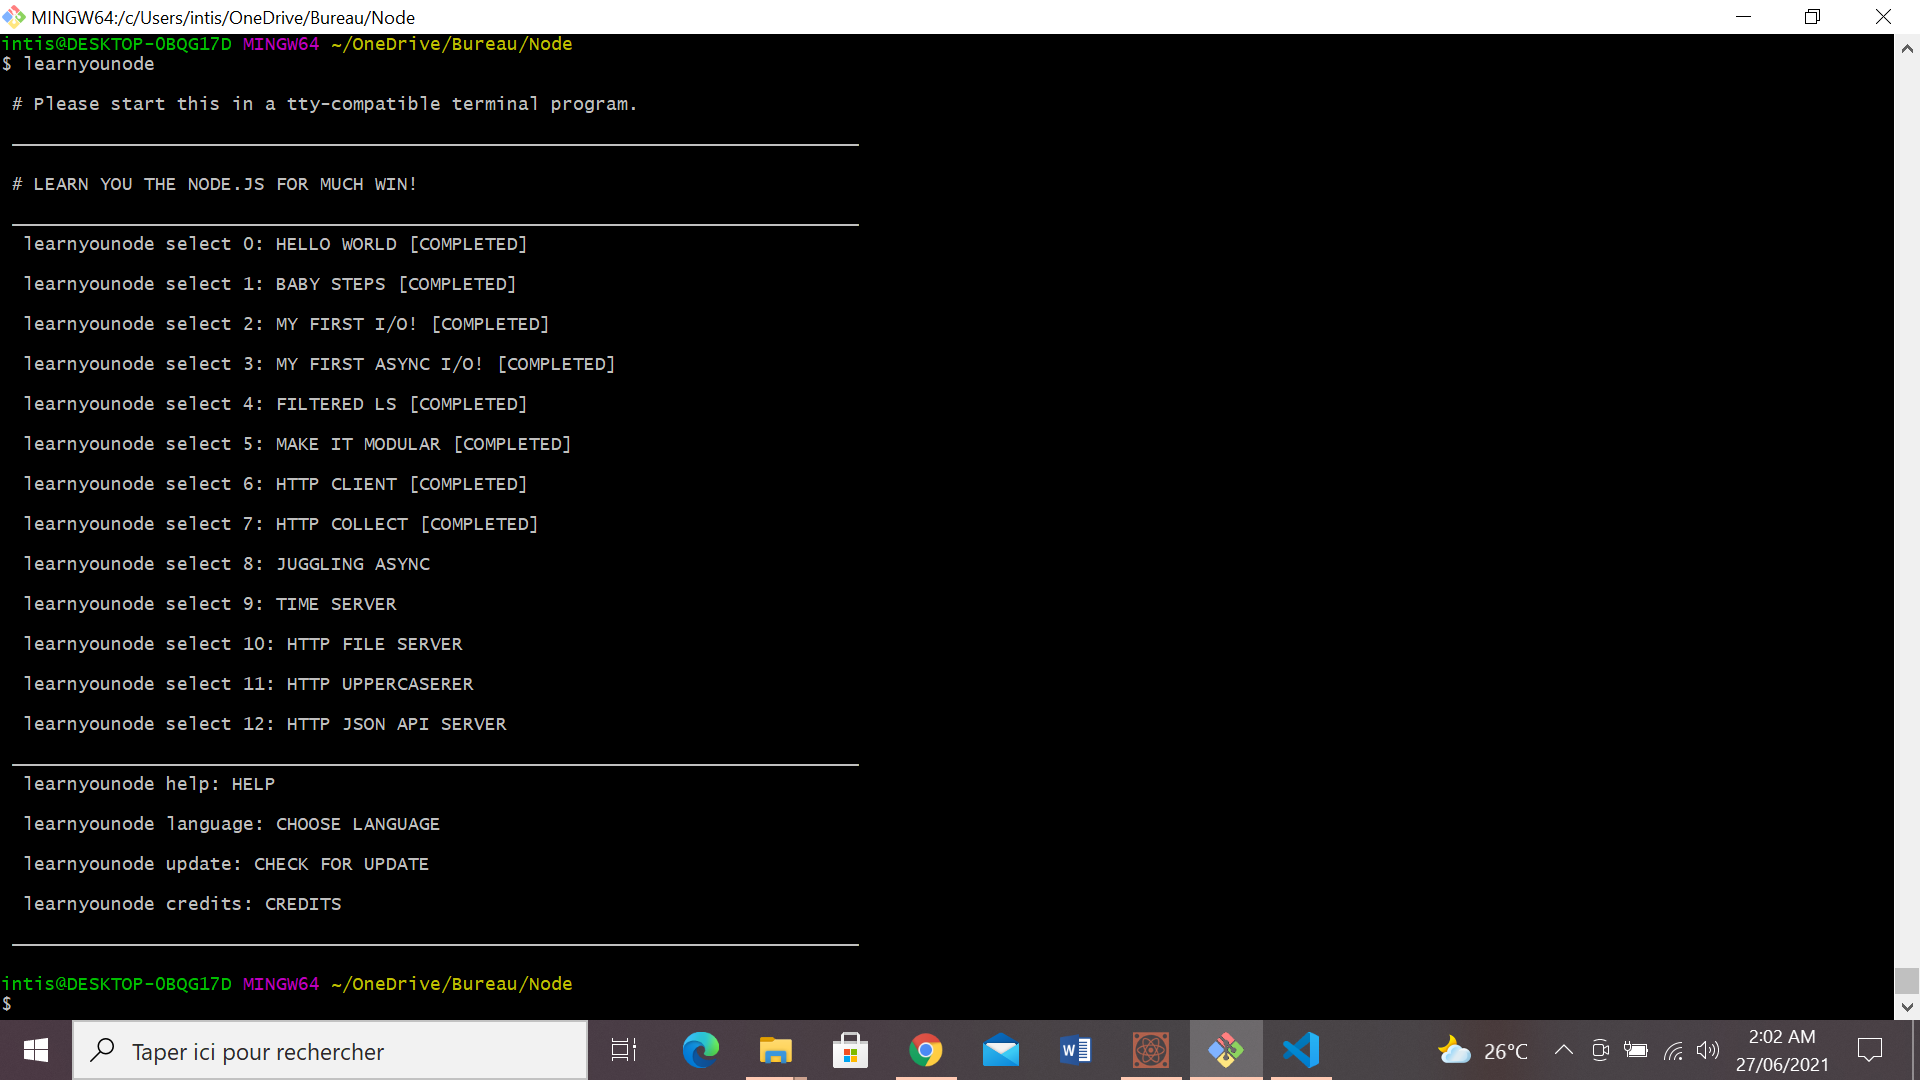 MINGW64:/c/Users/intis/OneDrive/Bureau/Node
intis@DESKTOP-0BQG17D MINGW64 ~/OneDrive/Bureau/Node
$ learnyounode
# Please start this in a tty-compatible terminal program.
# LEARN YOU THE NODE.JS FOR MUCH WIN!
learnyounode select 0: HELLO WORLD [COMPLETED]
learnyounode select 1: BABY STEPS [COMPLETED]
learnyounode select 2: MY FIRST I/O! [COMPLETED]
learnyounode select 3: MY FIRST ASYNC I/O! [COMPLETED]
learnyounode select 4: FILTERED LS [COMPLETED]
learnyounode select 5: MAKE IT MODULAR [COMPLETED]
learnyounode select 6: HTTP CLIENT [COMPLETED]
learnyounode select 7: HTTP COLLECT [COMPLETED]
learnyounode select 8: JUGGLING ASYNC
learnyounode select 9: TIME SERVER
learnyounode select 10: HTTP FILE SERVER
learnyounode select 11: HTTP UPPERCASERER
learnyounode select 12: HTTP JSON API SERVER
learnyounode help: HELP
learnyounode language: CHOOSE LANGUAGE
learnyounode update: CHECK FOR UPDATE
learnyounode credits: CREDITS
intis@DESKTOP-0BQG17D MINGW64 ~/OneDrive/Bureau/Node
$
Taper ici pour rechercher
26°C
2:02 AM
27/06/2021